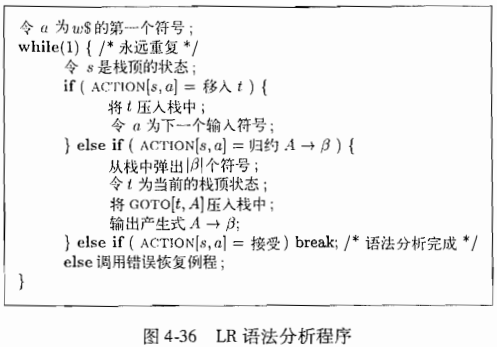 令 a 为 w$ 的第一个符号;
while(1) { /* 永远重复 */
令 s 是栈顶的状态;
if ( ACTION[s,a] = 移入 t ) {
将 t 压入栈中;
令 a 为下一个输入符号;
} else if ( ACTION[s,a] = 归约 A → β ) {
从栈中弹出|β|个符号;
令 t 为当前的栈顶状态;
将 GOTO[t, A]压入栈中;
输出产生式 A → β;
} else if ( ACTION[s,a] = 接受 ) break; /* 语法分析完成 */
else 调用错误恢复例程;
}
图 4-36 LR 语法分析程序